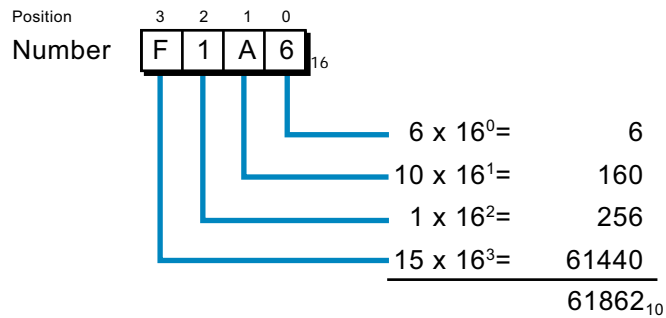 Position 3 2 1 0
Number F 1 A 6 16
6 x 16⁰= 6
10 x 16¹= 160
1 x 16²= 256
15 x 16³= 61440
61862₁₀